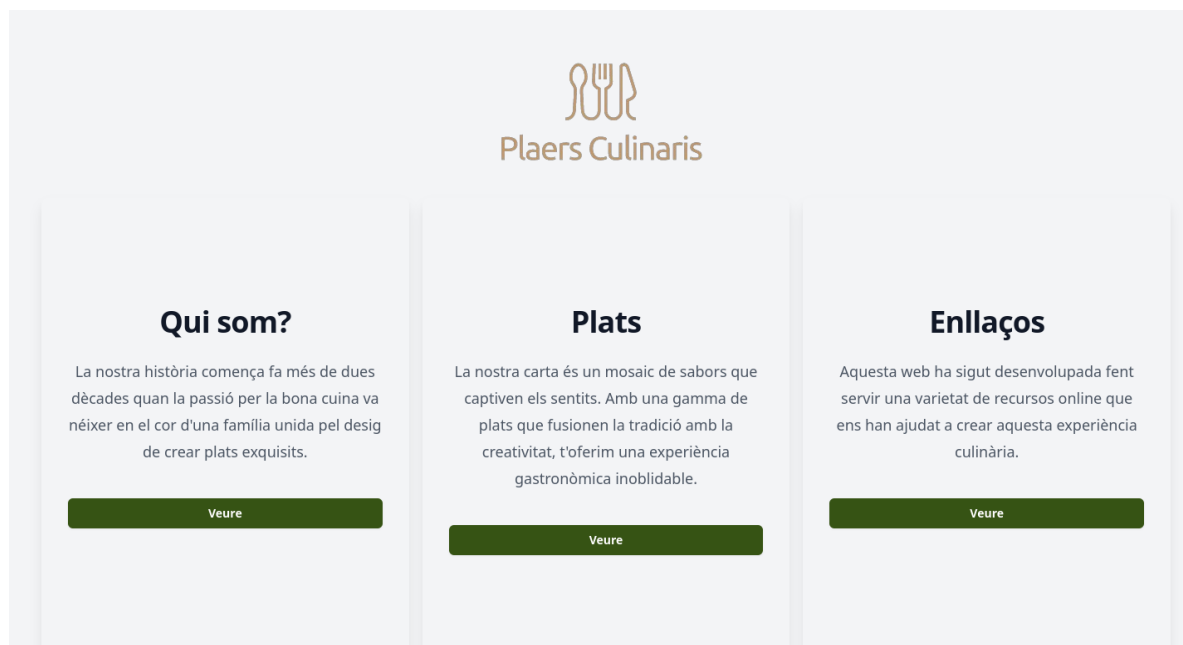 Plaers Culinaris
Qui som?
La nostra història comença fa més de dues
dècades quan la passió per la bona cuina va
néixer en el cor d'una família unida pel desig
de crear plats exquisits.
Veure
Plats
La nostra carta és un mosaic de sabors que
captiven els sentits. Amb una gamma de
plats que fusionen la tradició amb la
creativitat, t'oferim una experiència
gastronòmica inoblidable.
Veure
Enllaços
Aquesta web ha sigut desenvolupada fent
servir una varietat de recursos online que
ens han ajudat a crear aquesta experiència
culinària.
Veure